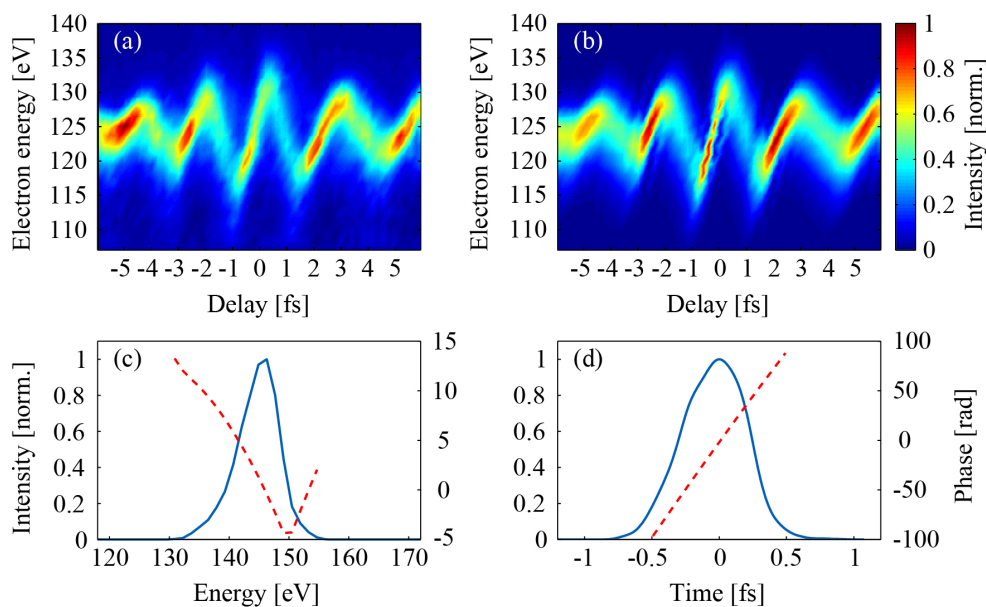 (a)
Electron energy [eV]
140
135
130
125
120
115
110
-5 -4 -3 -2 -1 0 1 2 3 4 5
Delay [fs]
(b)
Electron energy [eV]
140
135
130
125
120
115
110
-5 -4 -3 -2 -1 0 1 2 3 4 5
Delay [fs]
1
0.8
0.6
0.4
0.2
0
Intensity [norm.]
(c)
Intensity [norm.]
1
0.8
0.6
0.4
0.2
0
15
10
5
0
-5
120 130 140 150 160 170
Energy [eV]
(d)
1
0.8
0.6
0.4
0.2
0
100
50
0
-50
-100
Phase [rad]
-1 -0.5 0 0.5 1
Time [fs]